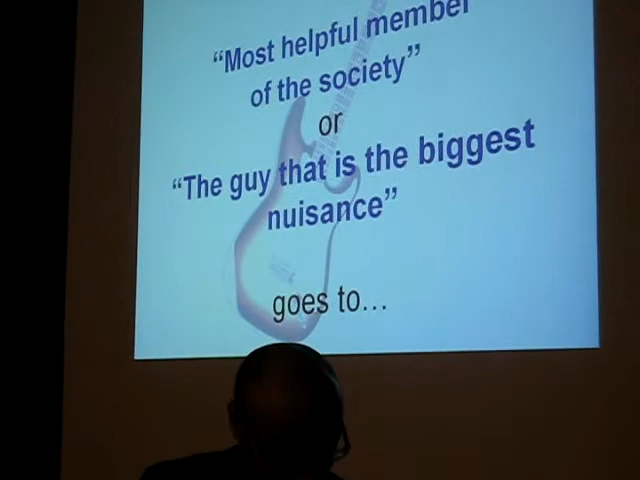 “Most helpful member
of the society”
or
“The guy that is the biggest
nuisance”
goes to…